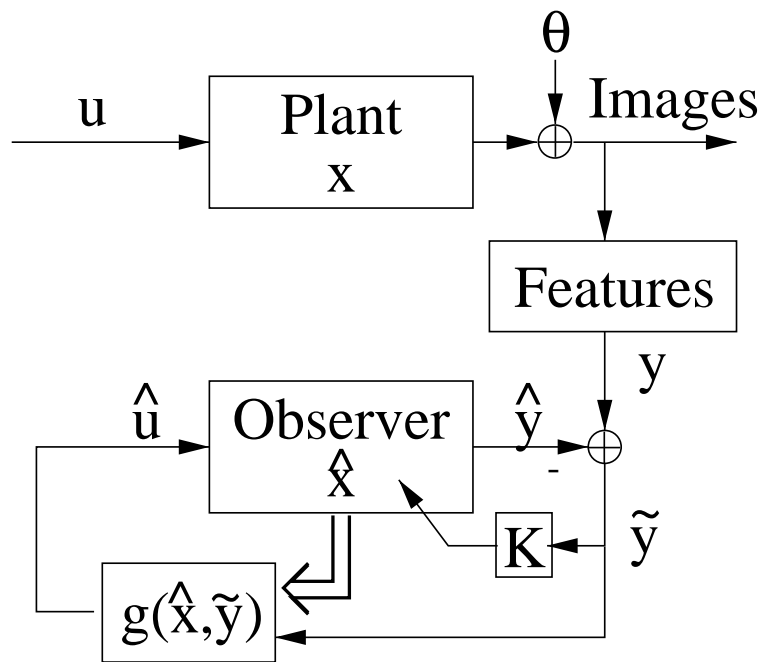 θ
u
Plant
x
Images
Features
y
û
Observer
x̂
ŷ
-
K
ỹ
g(x̂,ỹ)